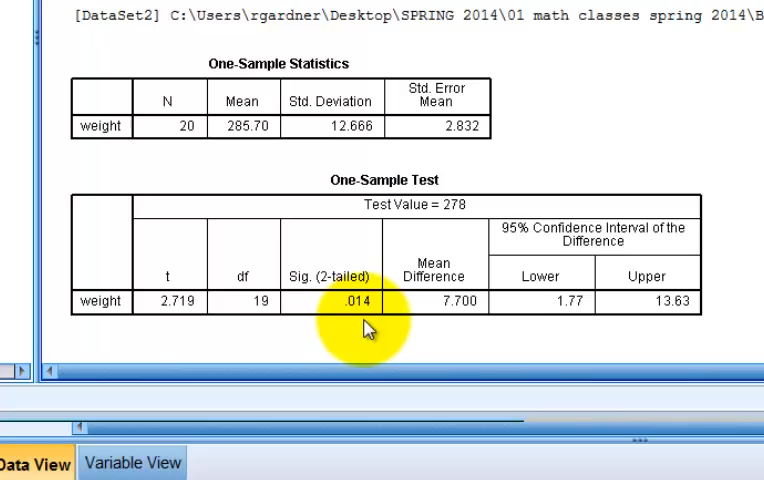 [DataSet2] C:\Users\rgardner\Desktop\SPRING 2014\01 math classes spring 2014\B
One-Sample Statistics
N Mean Std. Deviation Std. Error Mean
weight 20 285.70 12.666 2.832
One-Sample Test
Test Value = 278
95% Confidence Interval of the Difference
t df Sig. (2-tailed) Mean Difference Lower Upper
weight 2.719 19 .014 7.700 1.77 13.63
Data View Variable View